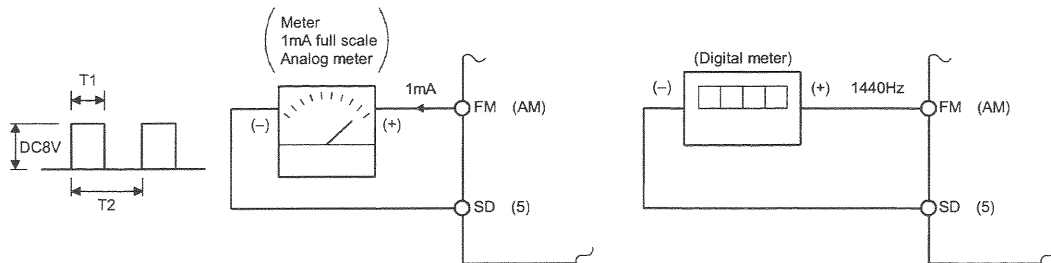 T1
DC8V
T2
Meter
1mA full scale
Analog meter
1mA
(–)
(+)
FM (AM)
SD (5)
(Digital meter)
(–)
(+)
1440Hz
FM (AM)
SD (5)